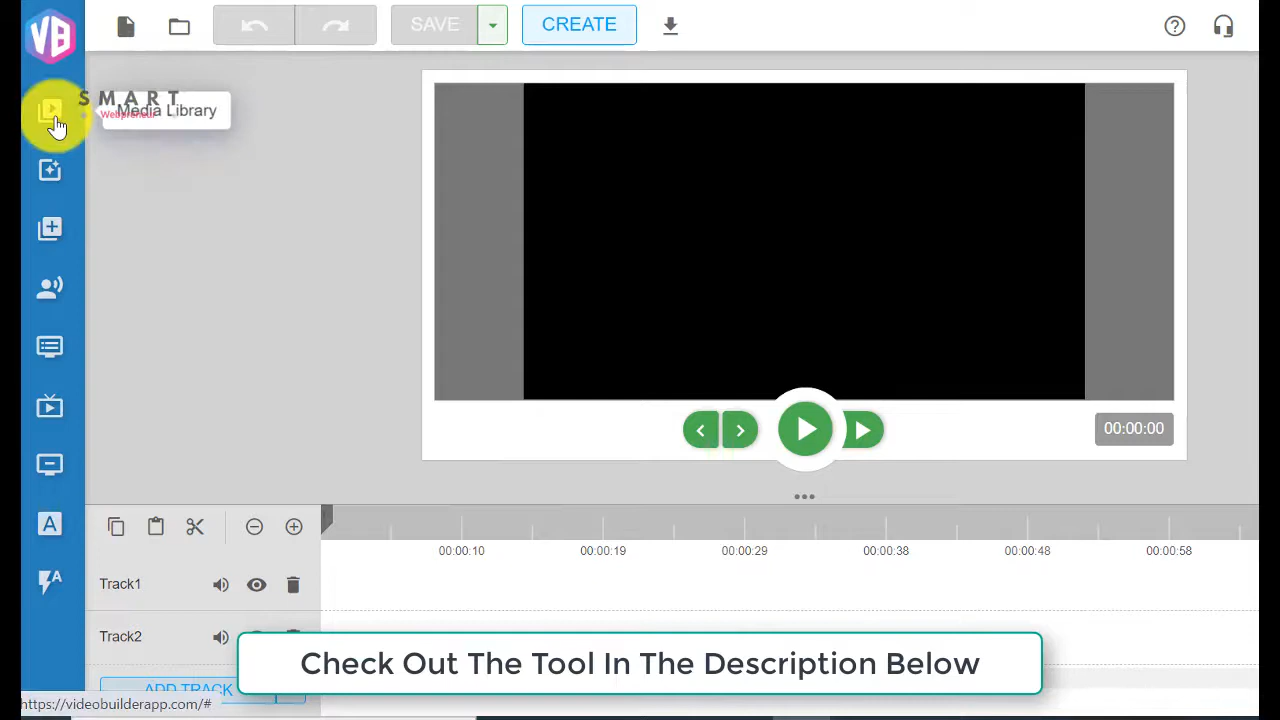 VB
SAVE
CREATE
SMART
Webpreneur
Media Library
00:00:00
A
A
00:00:10
00:00:19
00:00:29
00:00:38
00:00:48
00:00:58
Track1
Track2
ADD TRACK
Check Out The Tool In The Description Below
https://videobuilderapp.com/#